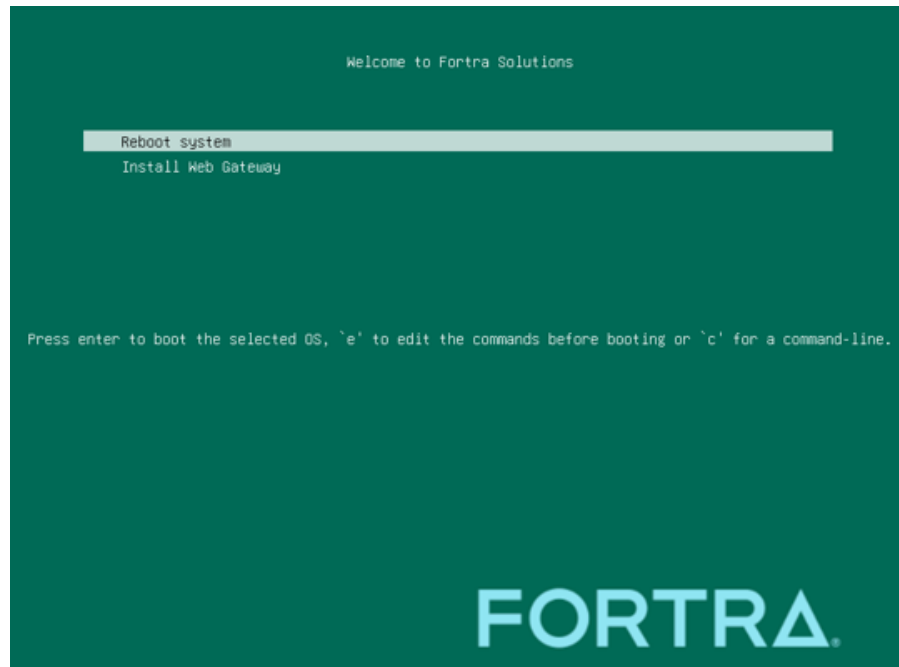 Welcome to Fortra Solutions
Reboot system
Install Web Gateway
Press enter to boot the selected OS, `e' to edit the commands before booting or `c' for a command-line.
FORTRA®